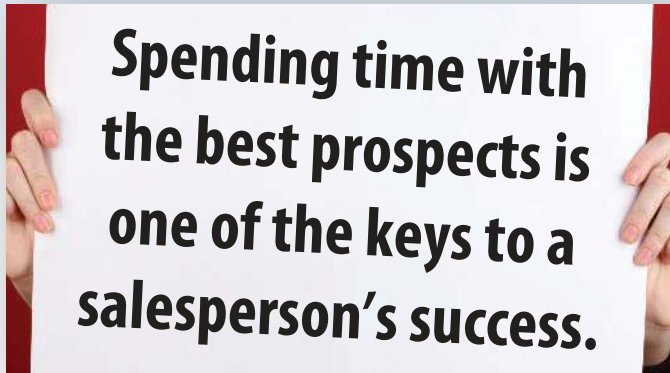 Spending time with
the best prospects is
one of the keys to a
salesperson's success.